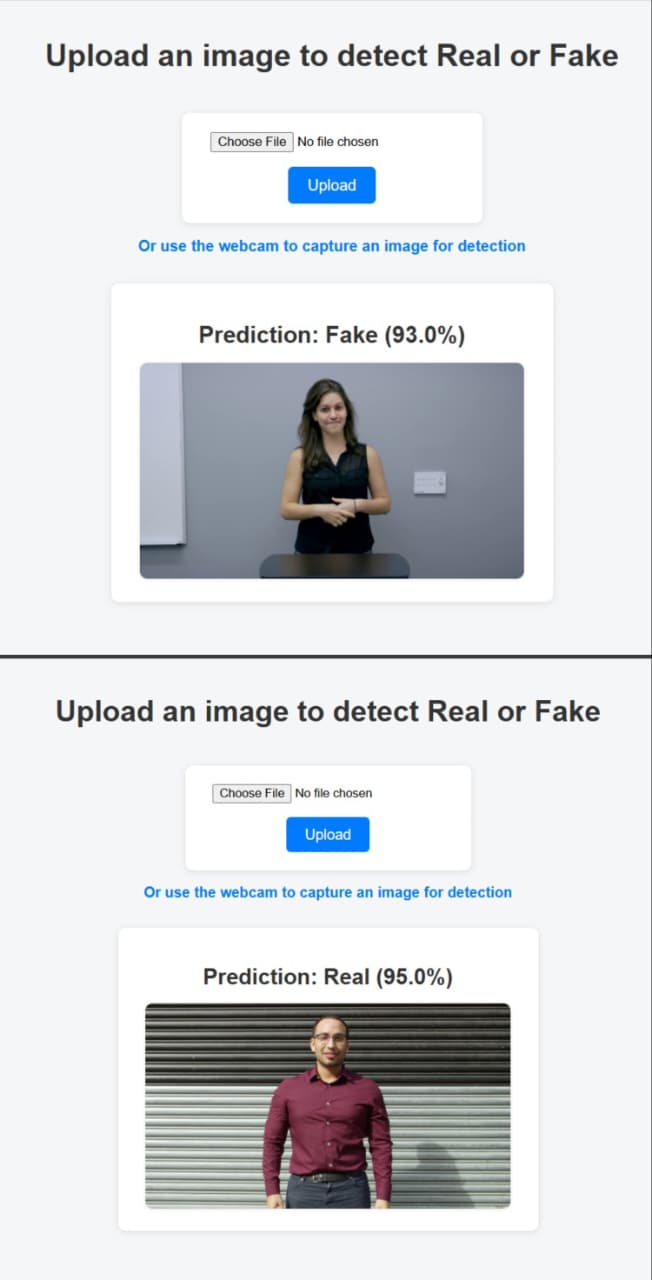 Upload an image to detect Real or Fake
Choose File No file chosen
Upload
Or use the webcam to capture an image for detection
Prediction: Fake (93.0%)
Upload an image to detect Real or Fake
Choose File No file chosen
Upload
Or use the webcam to capture an image for detection
Prediction: Real (95.0%)